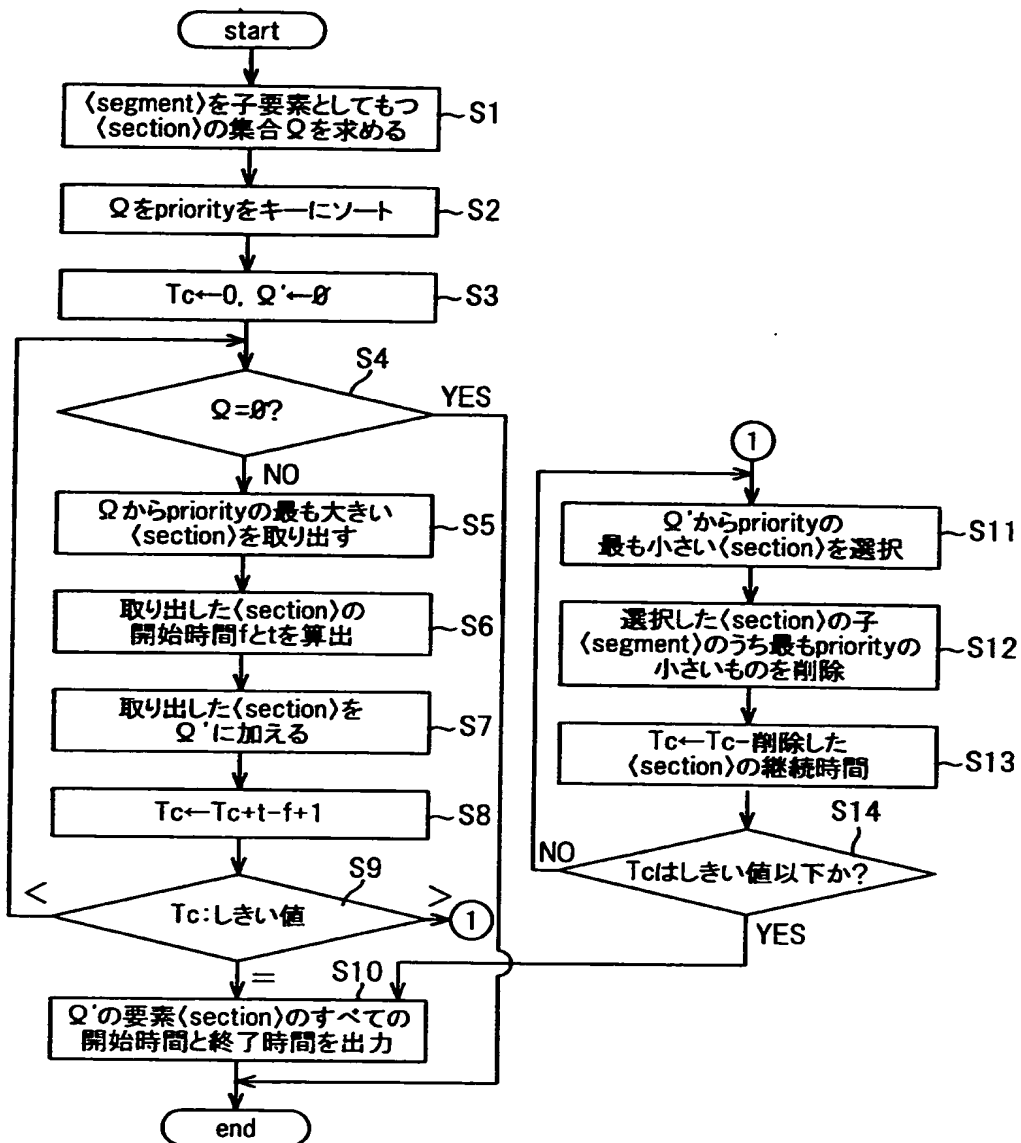 start
〈segment〉を子要素としてもつ
〈section〉の集合Ωを求める
S1
Ωをpriorityをキーにソート
S2
Tc←0, Ω'←∅
S3
S4
Ω=∅?
YES
NO
Ωからpriorityの最も大きい
〈section〉を取り出す
S5
取り出した〈section〉の
開始時間fとtを算出
S6
取り出した〈section〉を
Ω'に加える
S7
Tc←Tc+t-f+1
S8
S9
<
>
Tc:しきい値
1
=
S10
Ω'の要素〈section〉のすべての
開始時間と終了時間を出力
end
1
Ω'からpriorityの
最も小さい〈section〉を選択
S11
選択した〈section〉の子
〈segment〉のうち最もpriorityの
小さいものを削除
S12
Tc←Tc-削除した
〈section〉の継続時間
S13
S14
NO
Tcはしきい値以下か?
YES